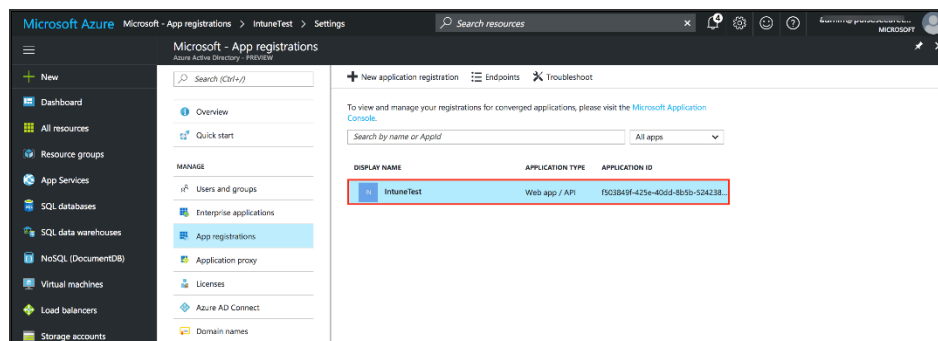 Microsoft Azure Microsoft - App registrations > IntuneTest > Settings
Search resources
MICROSOFT
Microsoft - App registrations
Azure Active Directory - PREVIEW
New
Dashboard
All resources
Resource groups
App Services
SQL databases
SQL data warehouses
NoSQL (DocumentDB)
Virtual machines
Load balancers
Storage accounts
Search (Ctrl+/)
Overview
Quick start
MANAGE
Users and groups
Enterprise applications
App registrations
Application proxy
Licenses
Azure AD Connect
Domain names
New application registration Endpoints Troubleshoot
To view and manage your registrations for converged applications, please visit the Microsoft Application
Console.
Search by name or AppId
All apps
DISPLAY NAME APPLICATION TYPE APPLICATION ID
IN IntuneTest Web app / API f503849f-425e-40dd-8b5b-524238...